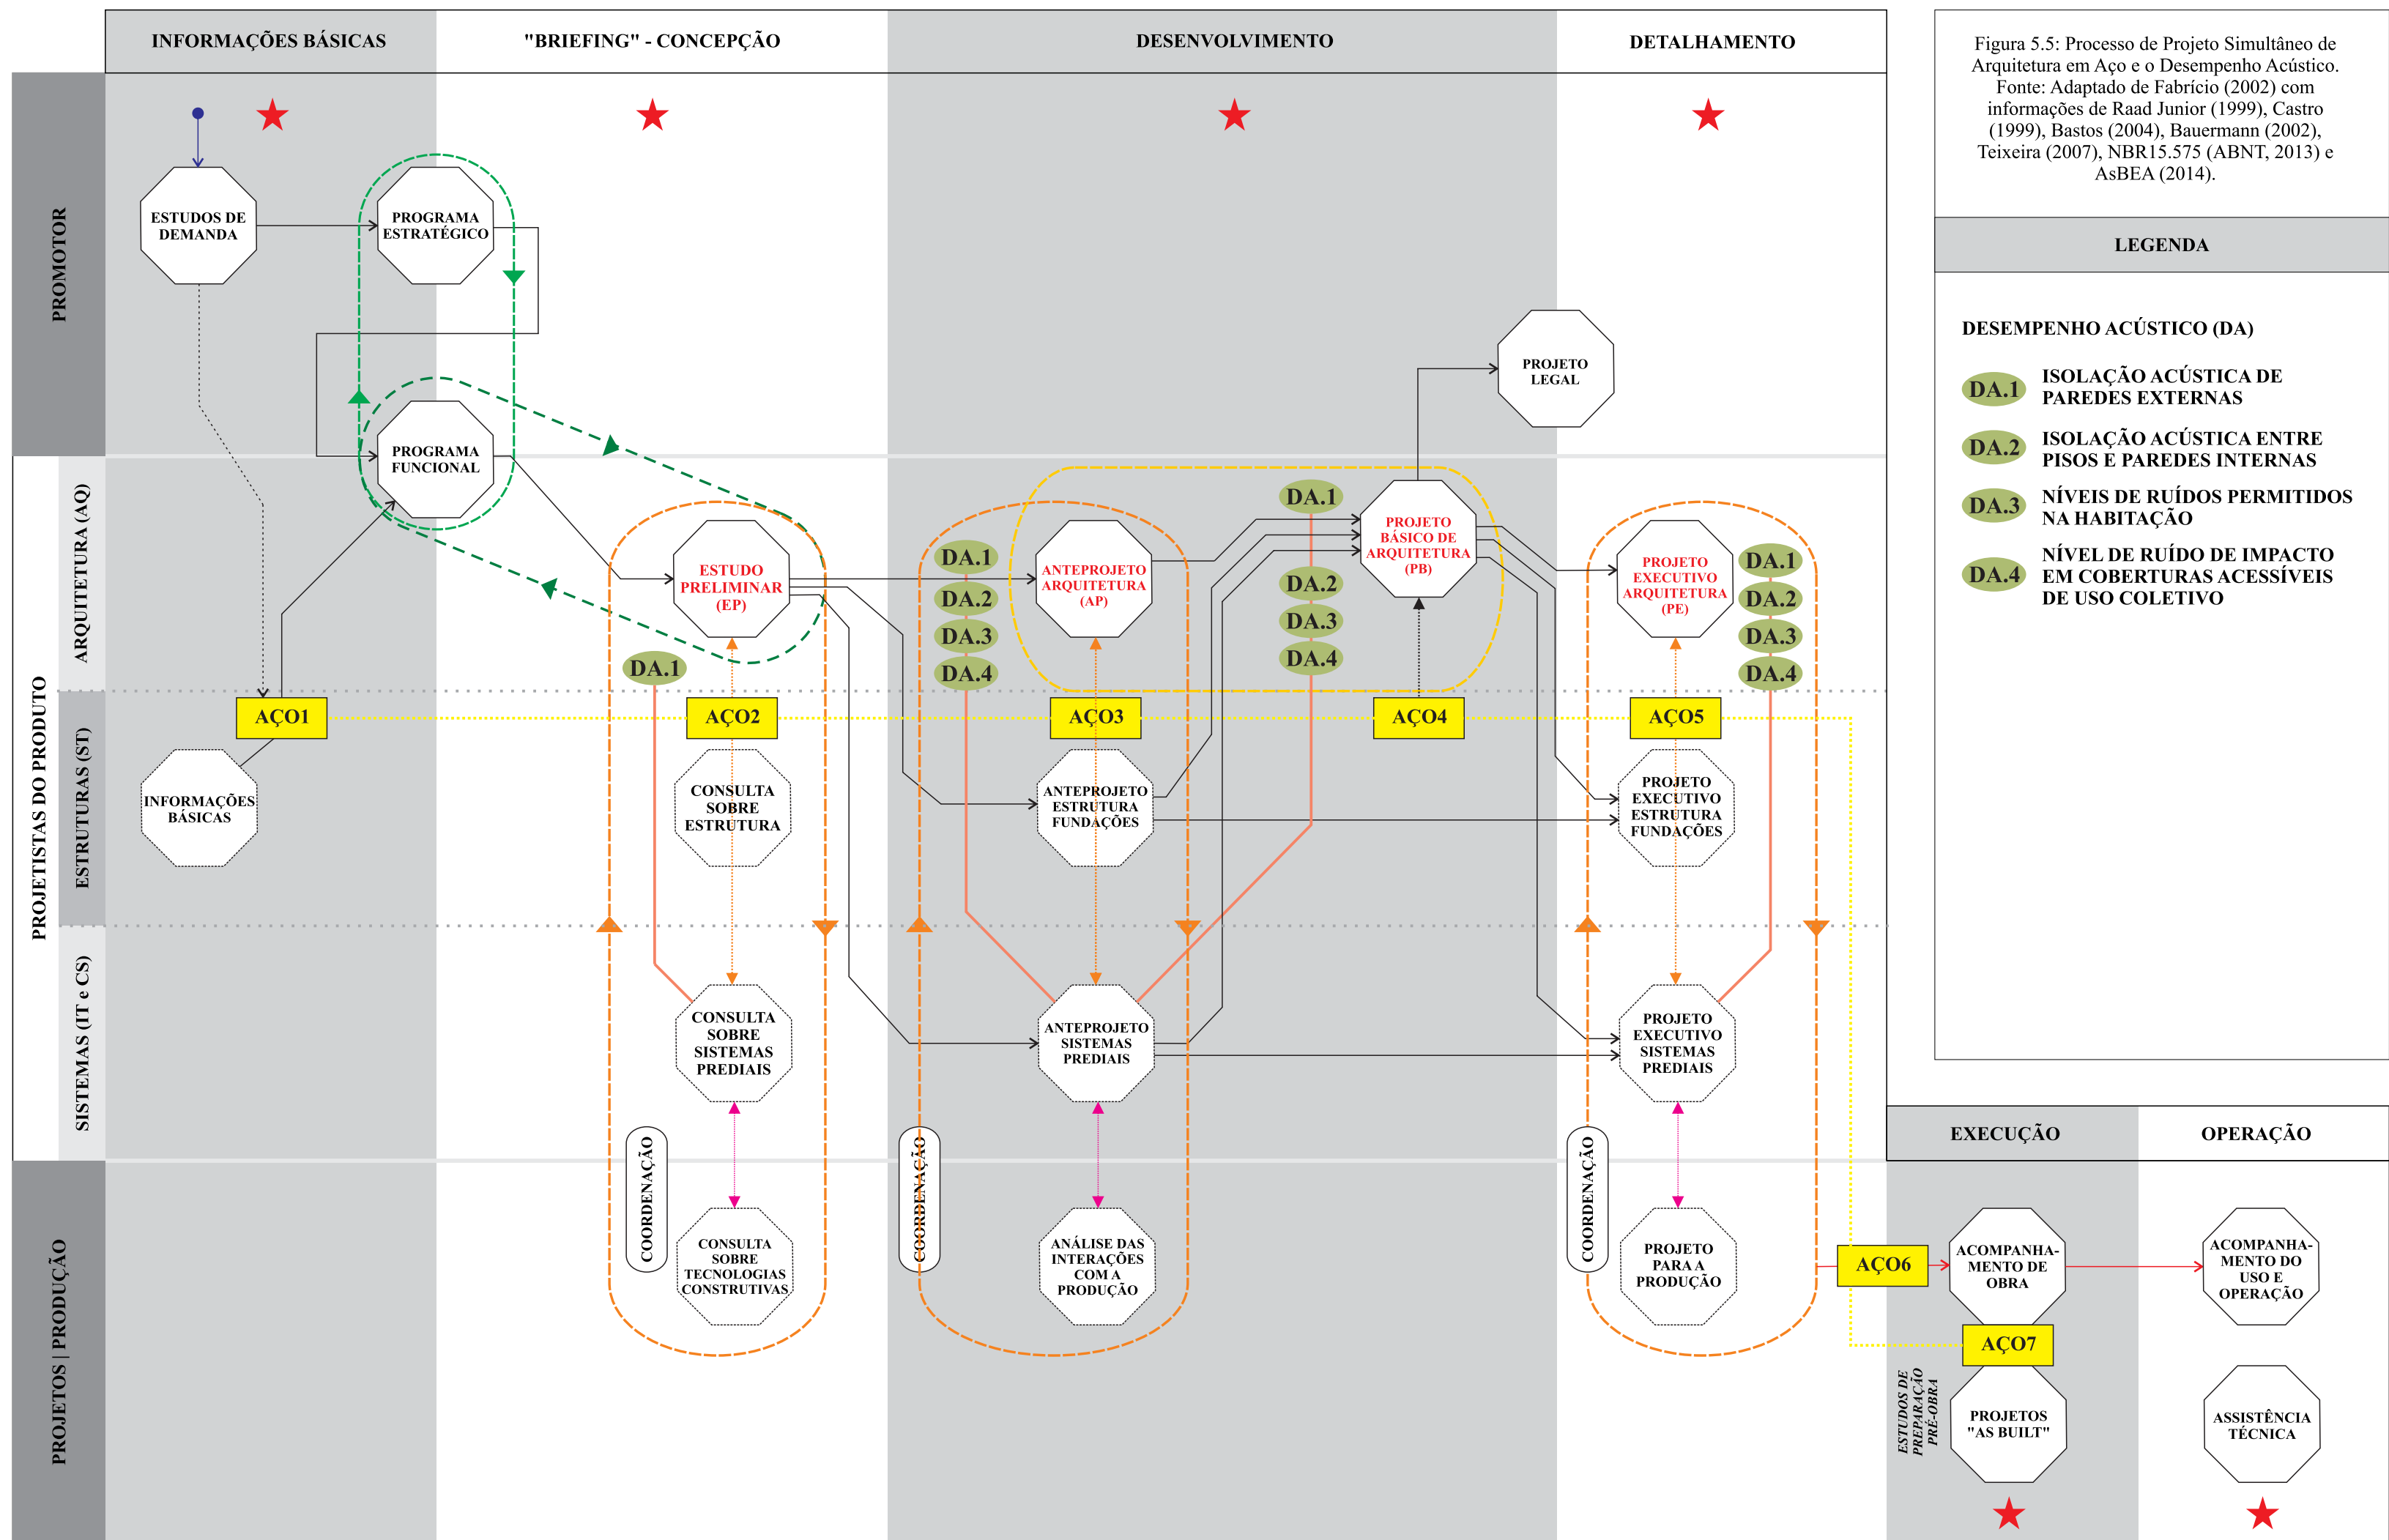 INFORMAÇÕES BÁSICAS
"BRIEFING" - CONCEPÇÃO
DESENVOLVIMENTO
DETALHAMENTO
Figura 5.5: Processo de Projeto Simultâneo de
Arquitetura em Aço e o Desempenho Acústico.
Fonte: Adaptado de Fabrício (2002) com
informações de Raad Junior (1999), Castro
(1999), Bastos (2004), Bauermann (2002),
Teixeira (2007), NBR15.575 (ABNT, 2013) e
AsBEA (2014).
LEGENDA
DESEMPENHO ACÚSTICO (DA)
DA.1
ISOLAÇÃO ACÚSTICA DE
PAREDES EXTERNAS
DA.2
ISOLAÇÃO ACÚSTICA ENTRE
PISOS E PAREDES INTERNAS
DA.3
NÍVEIS DE RUÍDOS PERMITIDOS
NA HABITAÇÃO
DA.4
NÍVEL DE RUÍDO DE IMPACTO
EM COBERTURAS ACESSÍVEIS
DE USO COLETIVO
PROMOTOR
ESTUDOS DE
DEMANDA
PROGRAMA
ESTRATÉGICO
PROJETO
LEGAL
PROGRAMA
FUNCIONAL
PROJETISTAS DO PRODUTO
ARQUITETURA (AQ)
ESTUDO
PRELIMINAR
(EP)
DA.1
DA.1
DA.2
DA.3
DA.4
ANTEPROJETO
ARQUITETURA
(AP)
DA.1
DA.2
DA.3
DA.4
PROJETO
BÁSICO DE
ARQUITETURA
(PB)
PROJETO
EXECUTIVO
ARQUITETURA
(PE)
DA.1
DA.2
DA.3
DA.4
ESTRUTURAS (ST)
AÇO1
AÇO2
AÇO3
AÇO4
AÇO5
INFORMAÇÕES
BÁSICAS
CONSULTA
SOBRE
ESTRUTURA
ANTEPROJETO
ESTRUTURA
FUNDAÇÕES
PROJETO
EXECUTIVO
ESTRUTURA
FUNDAÇÕES
SISTEMAS (IT e CS)
CONSULTA
SOBRE
SISTEMAS
PREDIAIS
ANTEPROJETO
SISTEMAS
PREDIAIS
PROJETO
EXECUTIVO
SISTEMAS
PREDIAIS
EXECUÇÃO
OPERAÇÃO
PROJETOS | PRODUÇÃO
COORDENAÇÃO
CONSULTA
SOBRE
TECNOLOGIAS
CONSTRUTIVAS
COORDENAÇÃO
ANÁLISE DAS
INTERAÇÕES
COM A
PRODUÇÃO
COORDENAÇÃO
PROJETO
PARA A
PRODUÇÃO
AÇO6
ACOMPANHA-
MENTO DE
OBRA
ACOMPANHA-
MENTO DO
USO E
OPERAÇÃO
AÇO7
ESTUDOS DE
PREPARAÇÃO
PRÉ-OBRA
PROJETOS
"AS BUILT"
ASSISTÊNCIA
TÉCNICA